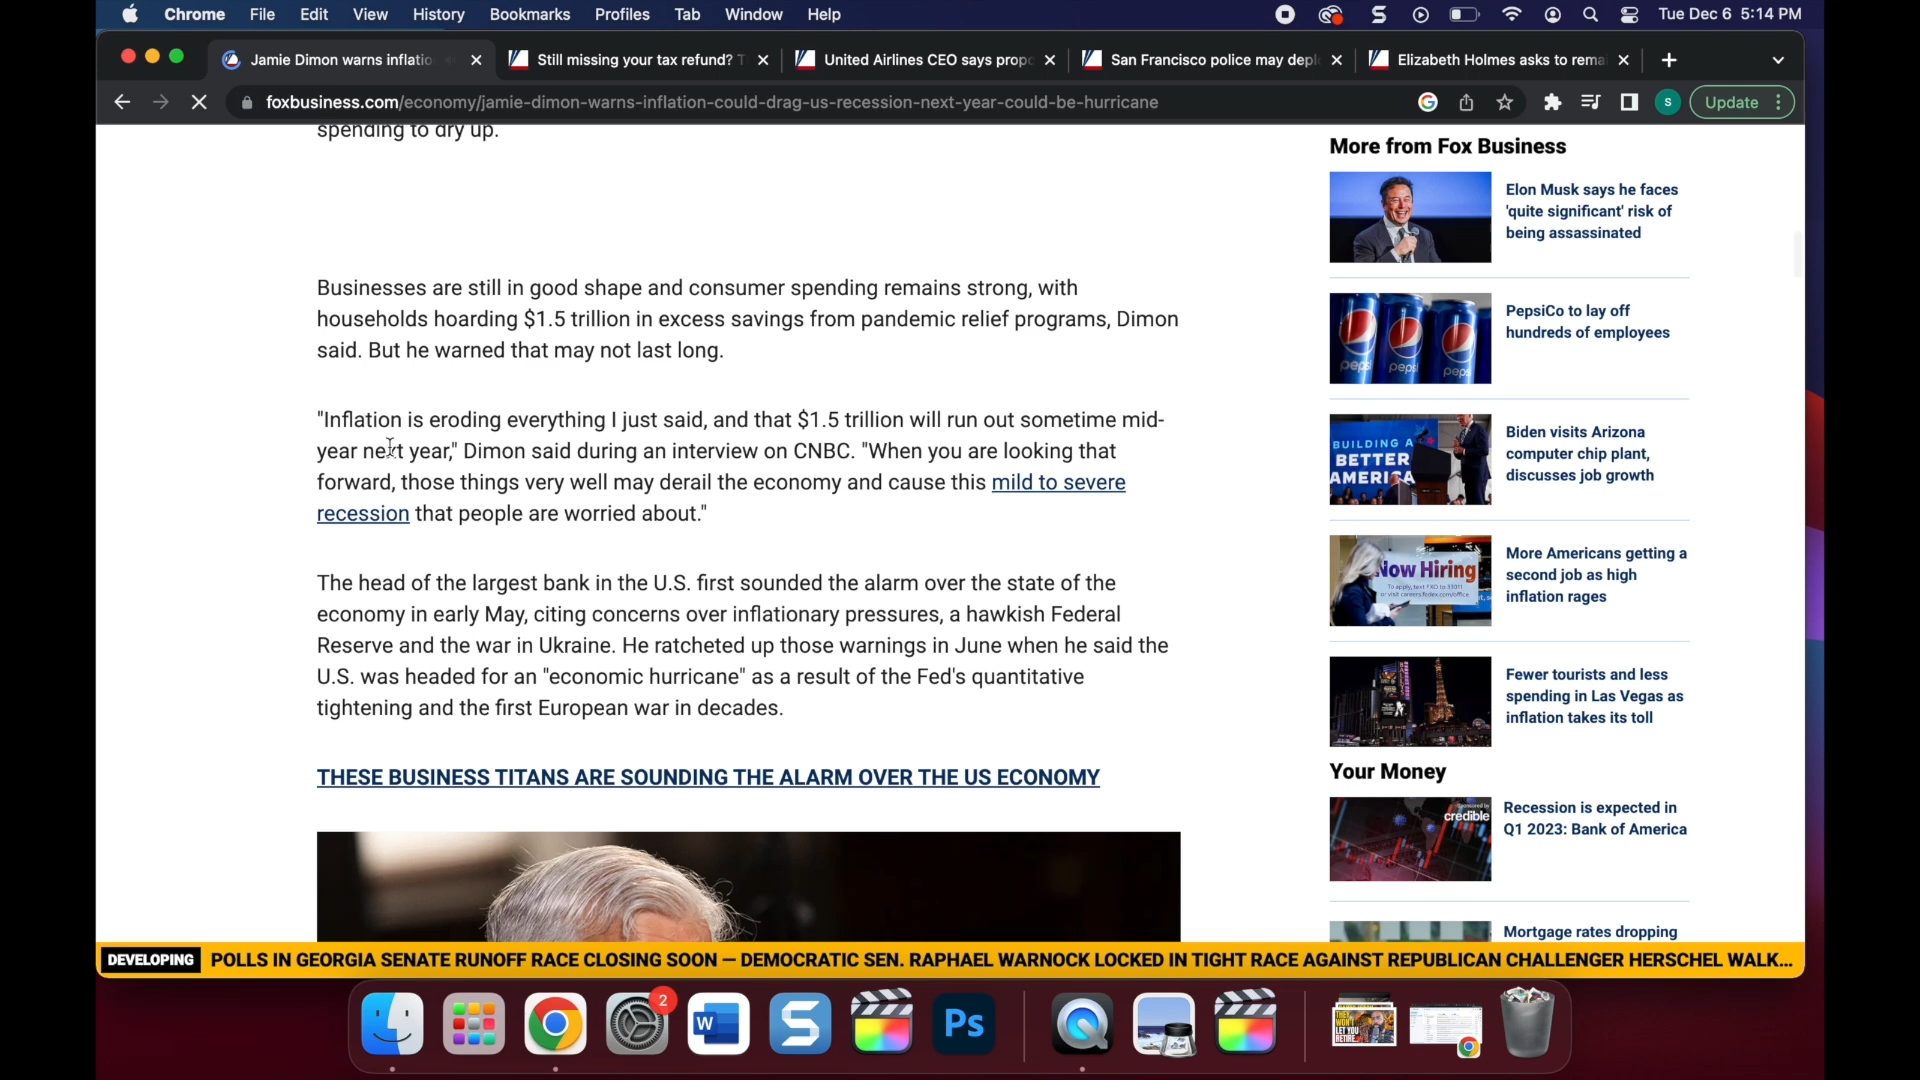 Chrome File Edit View History Bookmarks Profiles Tab Window Help
Tue Dec 6 5:14 PM
Jamie Dimon warns inflatio
Still missing your tax refund? T
United Airlines CEO says prop
San Francisco police may depl
Elizabeth Holmes asks to rema
foxbusiness.com/economy/jamie-dimon-warns-inflation-could-drag-us-recession-next-year-could-be-hurricane
S
Update
spending to dry up.
Businesses are still in good shape and consumer spending remains strong, with
households hoarding $1.5 trillion in excess savings from pandemic relief programs, Dimon
said. But he warned that may not last long.
"Inflation is eroding everything I just said, and that $1.5 trillion will run out sometime mid-
year next year," Dimon said during an interview on CNBC. "When you are looking that
forward, those things very well may derail the economy and cause this mild to severe
recession that people are worried about."
The head of the largest bank in the U.S. first sounded the alarm over the state of the
economy in early May, citing concerns over inflationary pressures, a hawkish Federal
Reserve and the war in Ukraine. He ratcheted up those warnings in June when he said the
U.S. was headed for an "economic hurricane" as a result of the Fed's quantitative
tightening and the first European war in decades.
THESE BUSINESS TITANS ARE SOUNDING THE ALARM OVER THE US ECONOMY
More from Fox Business
Elon Musk says he faces
'quite significant' risk of
being assassinated
pepsi pepsi pepsi
PepsiCo to lay off
hundreds of employees
BUILDING A
BETTER
AMERICA
Biden visits Arizona
computer chip plant,
discusses job growth
Now Hiring
More Americans getting a
second job as high
inflation rages
Fewer tourists and less
spending in Las Vegas as
inflation takes its toll
Your Money
Sponsored by
credible
Recession is expected in
Q1 2023: Bank of America
Mortgage rates dropping
DEVELOPING POLLS IN GEORGIA SENATE RUNOFF RACE CLOSING SOON — DEMOCRATIC SEN. RAPHAEL WARNOCK LOCKED IN TIGHT RACE AGAINST REPUBLICAN CHALLENGER HERSCHEL WALK...
2
W
S
Ps
THEY
WON'T
LET YOU
RETIRE